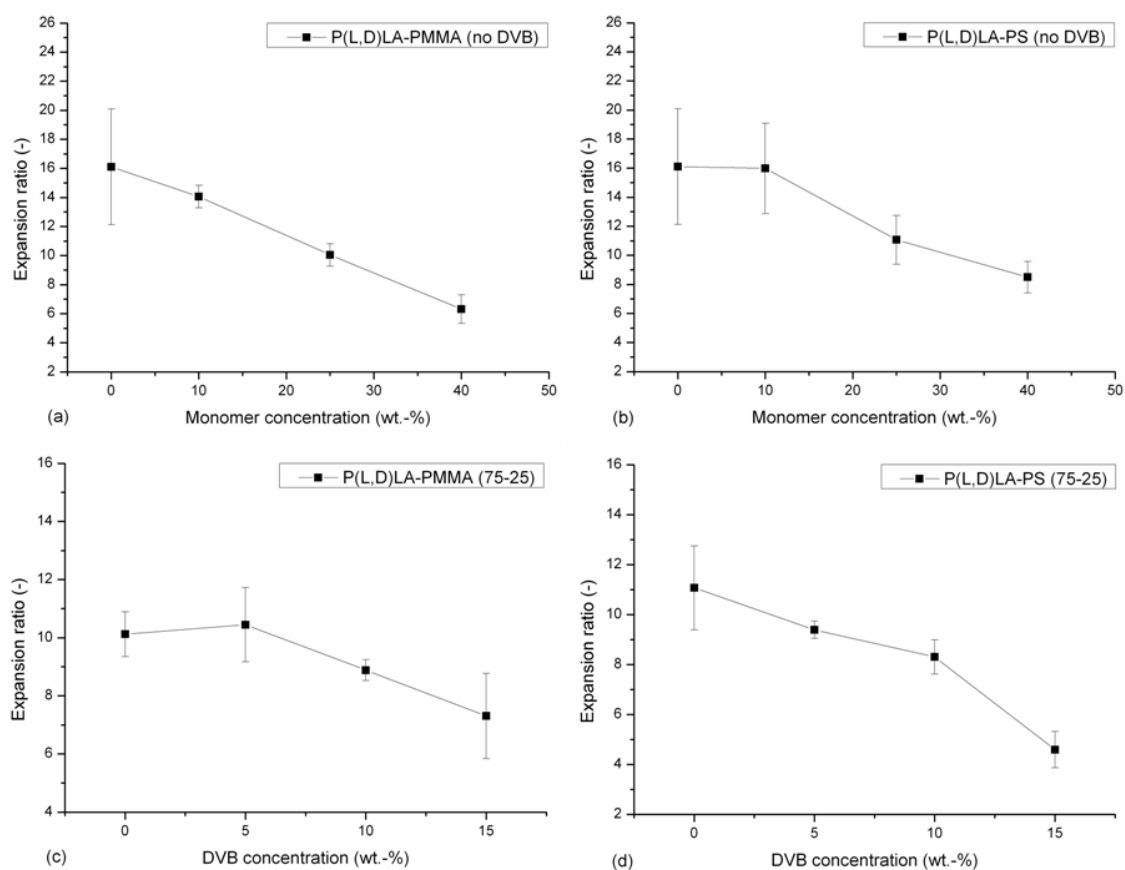 P(L,D)LA-PMMA (no DVB)
Expansion ratio (-)
26
24
22
20
18
16
14
12
10
8
6
4
2
0 10 20 30 40 50
(a) Monomer concentration (wt.-%)
P(L,D)LA-PS (no DVB)
Expansion ratio (-)
26
24
22
20
18
16
14
12
10
8
6
4
2
0 10 20 30 40 50
(b) Monomer concentration (wt.-%)
P(L,D)LA-PMMA (75-25)
Expansion ratio (-)
16
14
12
10
8
6
4
0 5 10 15
(c) DVB concentration (wt.-%)
P(L,D)LA-PS (75-25)
Expansion ratio (-)
16
14
12
10
8
6
4
2
0 5 10 15
(d) DVB concentration (wt.-%)